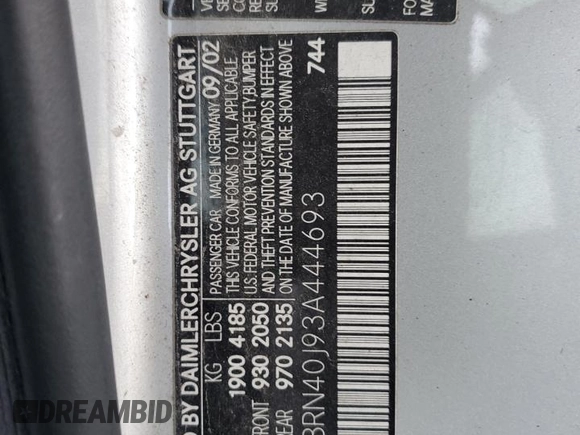 D BY DAIMLERCHRYSLER AG STUTTGART
KG LBS PASSENGER CAR - MADE IN GERMANY 09/02
1900 4185 THIS VEHICLE CONFORMS TO ALL APPLICABLE
U.S. FEDERAL MOTOR VEHICLE SAFETY,BUMPER
FRONT 930 2050 AND THEFT PREVENTION STANDARDS IN EFFECT
REAR 970 2135 ON THE DATE OF MANUFACTURE SHOWN ABOVE
BRN40J93A444693 744
DREAMBID